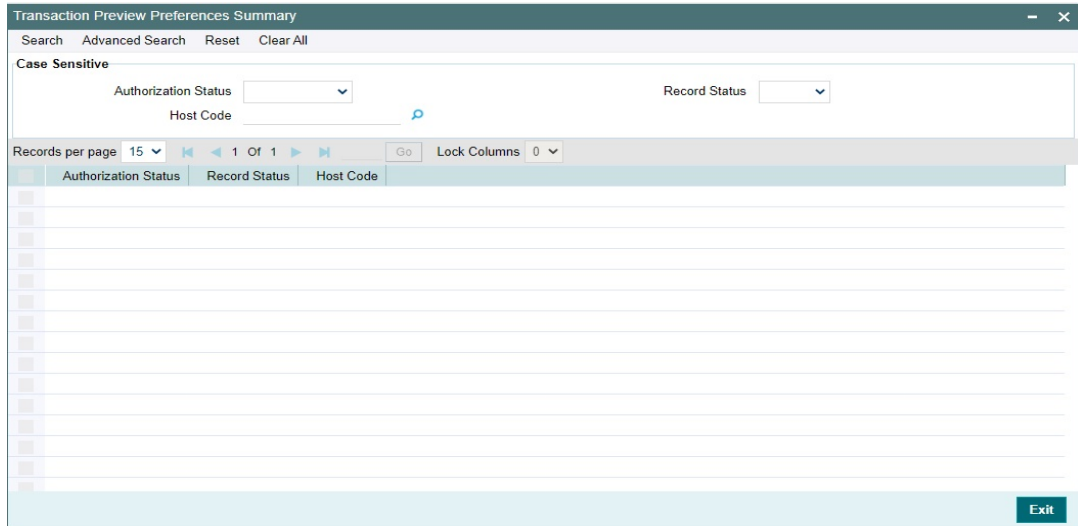 Transaction Preview Preferences Summary
Search Advanced Search Reset Clear All
Case Sensitive
Authorization Status Record Status
Host Code
Records per page 15 1 Of 1 Go Lock Columns 0
Authorization Status Record Status Host Code
Exit